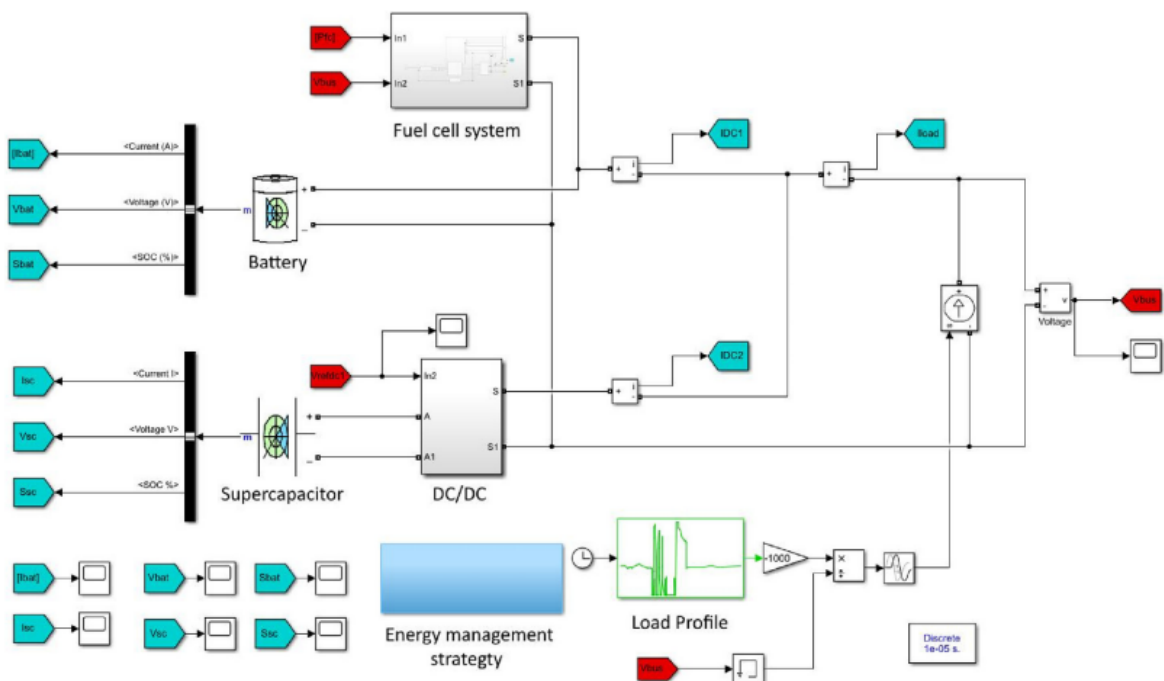 [Pfc]
In1
S
Vbus
In2
S1
Fuel cell system
IDC1
Iload
<Current (A)>
[Ibat]
i
+
-
i
+
-
+
<Voltage (V)>
Vbat
m
<SOC (%)>
Sbat
−
Battery
+
-
v
Vbus
Voltage
+
-
IDC2
<Current I>
Isc
In2
S
i
+
-
+
A
<Voltage V>
Vsc
m
S1
−
A1
<SOC %>
Ssc
Supercapacitor
DC/DC
[Ibat]
Vbat
Sbat
-1000
×
÷
Isc
Vsc
Ssc
Energy management
strategty
Load Profile
Vbus
Discrete
1e-05 s.